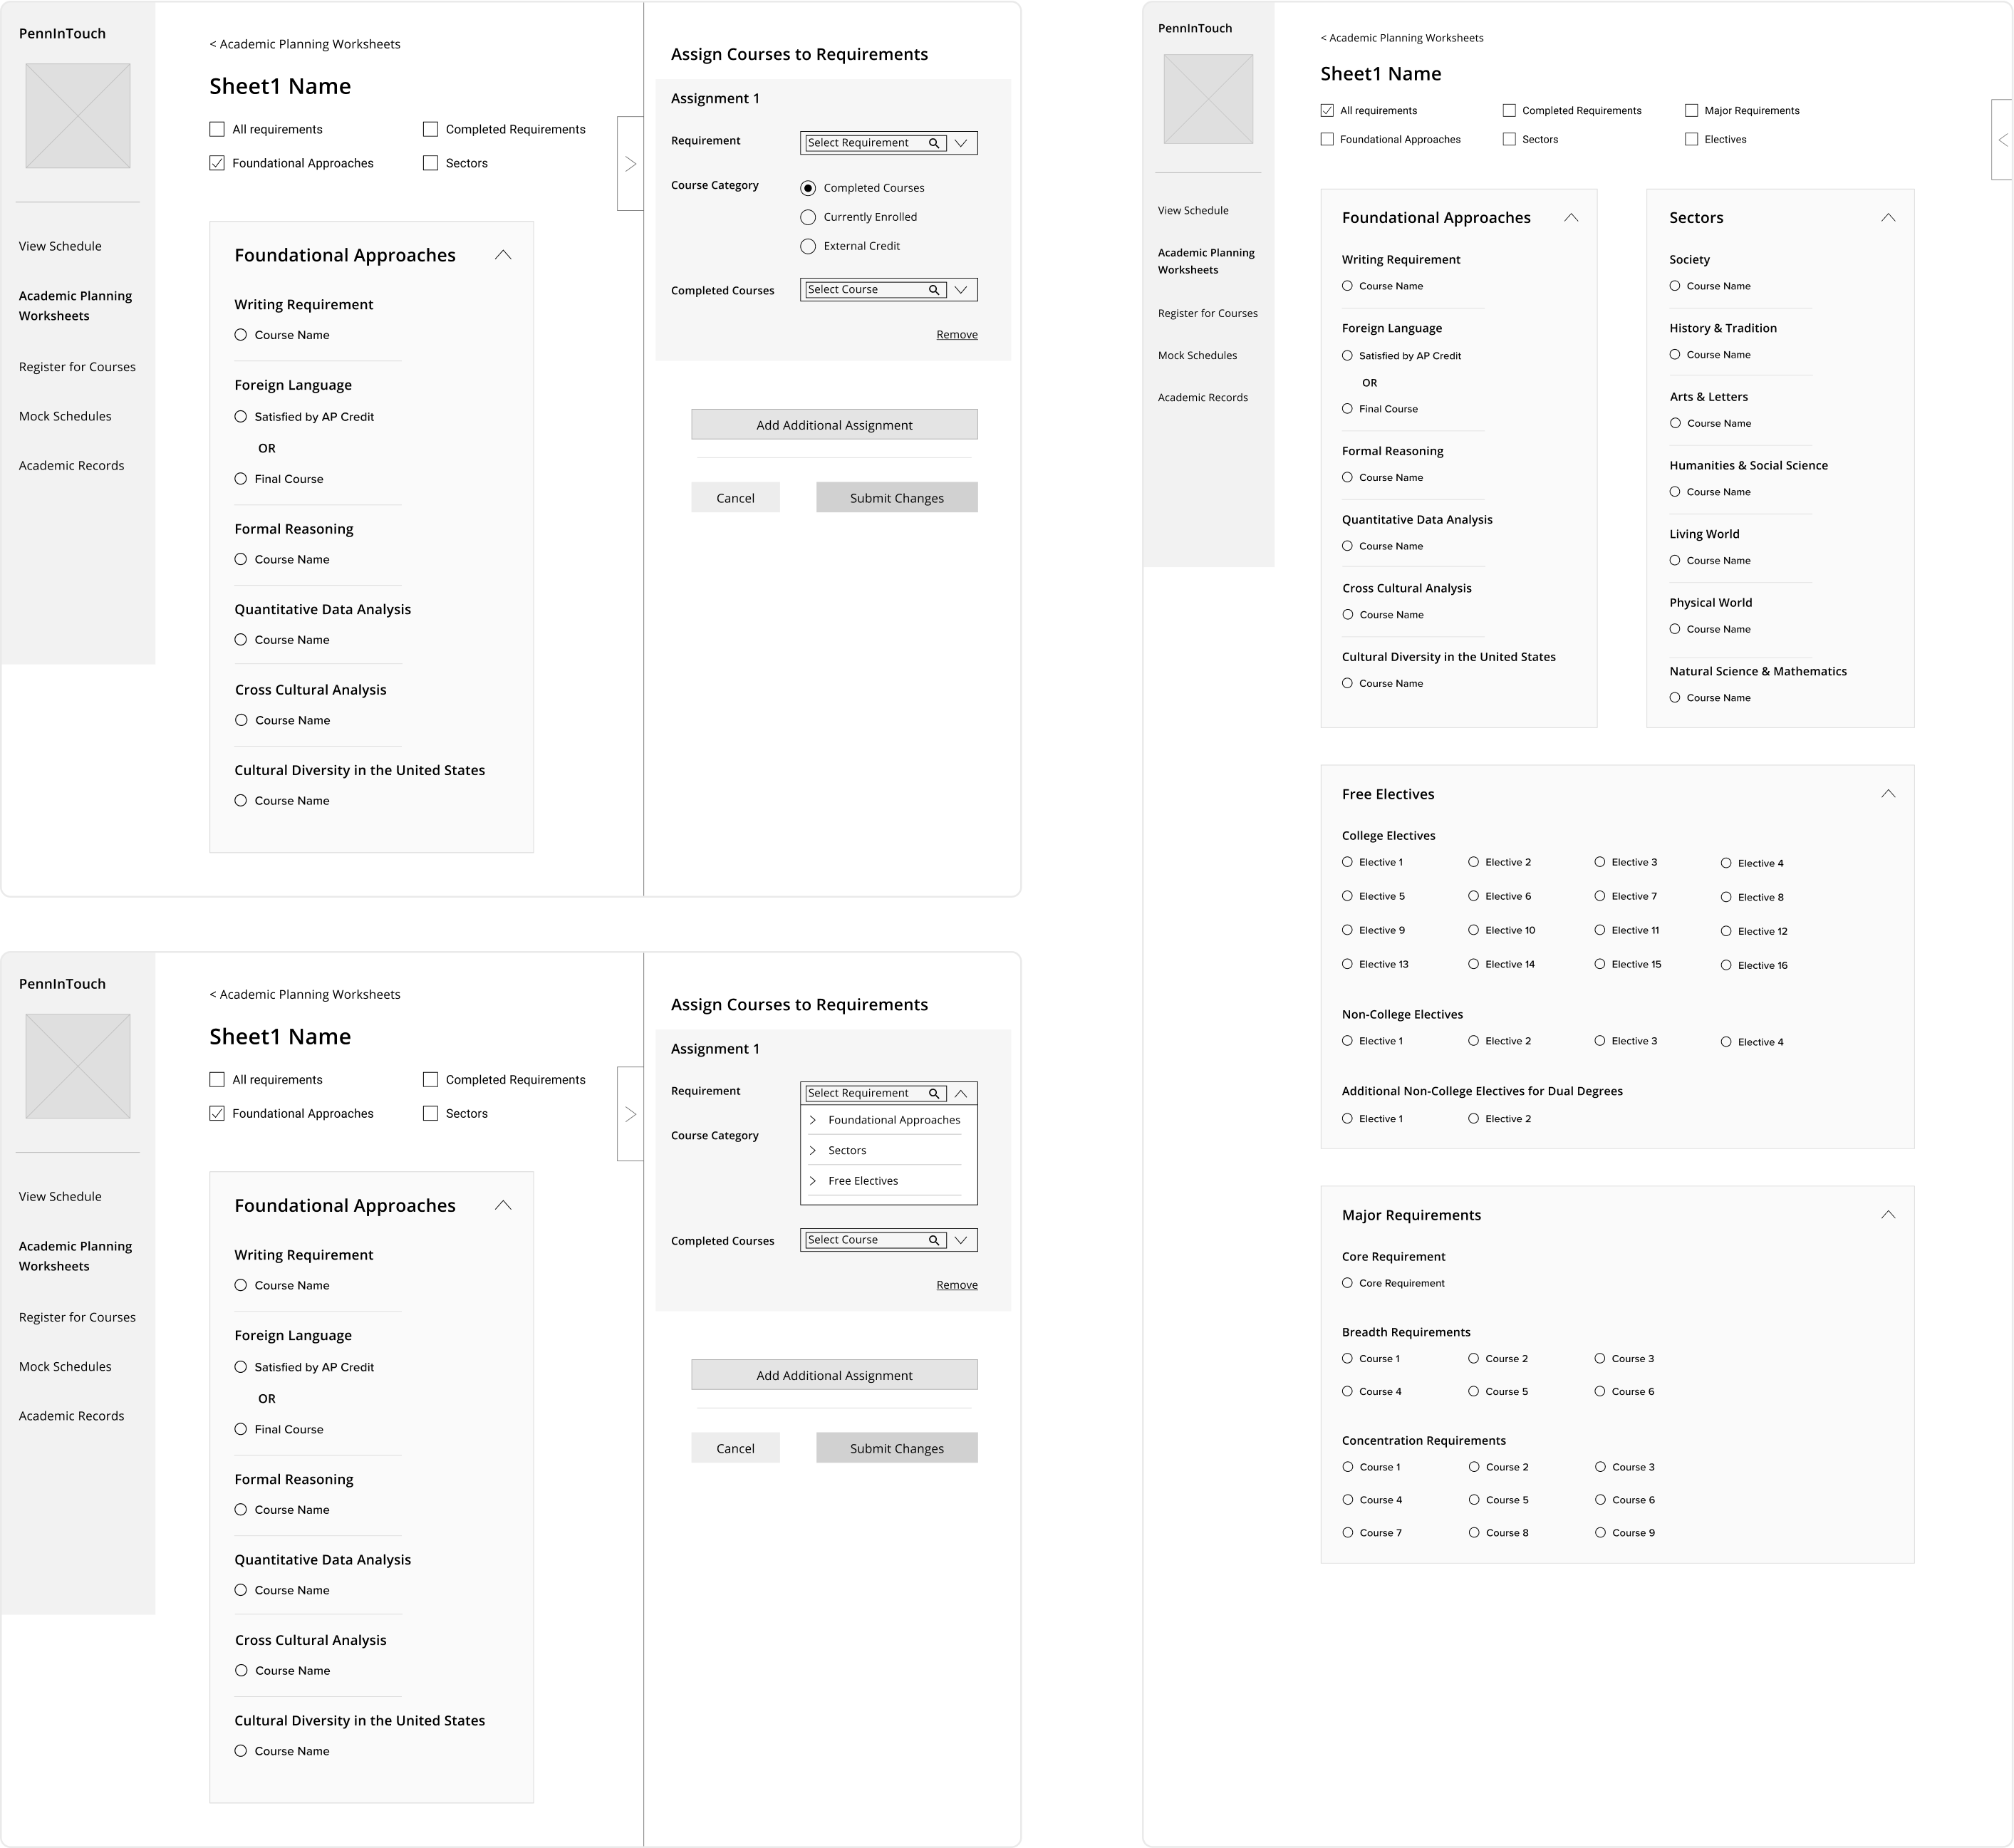 PennInTouch
View Schedule
Academic Planning
Worksheets
Register for Courses
Mock Schedules
Academic Records
< Academic Planning Worksheets
Sheet1 Name
All requirements
Completed Requirements
Foundational Approaches
Sectors
Foundational Approaches
Writing Requirement
Course Name
Foreign Language
Satisfied by AP Credit
OR
Final Course
Formal Reasoning
Course Name
Quantitative Data Analysis
Course Name
Cross Cultural Analysis
Course Name
Cultural Diversity in the United States
Course Name
Assign Courses to Requirements
Assignment 1
Requirement
Select Requirement
Course Category
Completed Courses
Currently Enrolled
External Credit
Completed Courses
Select Course
Remove
Add Additional Assignment
Cancel
Submit Changes
PennInTouch
View Schedule
Academic Planning
Worksheets
Register for Courses
Mock Schedules
Academic Records
< Academic Planning Worksheets
Sheet1 Name
All requirements
Completed Requirements
Foundational Approaches
Sectors
Foundational Approaches
Writing Requirement
Course Name
Foreign Language
Satisfied by AP Credit
OR
Final Course
Formal Reasoning
Course Name
Quantitative Data Analysis
Course Name
Cross Cultural Analysis
Course Name
Cultural Diversity in the United States
Course Name
Assign Courses to Requirements
Assignment 1
Requirement
Select Requirement
Foundational Approaches
Sectors
Free Electives
Course Category
Completed Courses
Select Course
Remove
Add Additional Assignment
Cancel
Submit Changes
PennInTouch
View Schedule
Academic Planning
Worksheets
Register for Courses
Mock Schedules
Academic Records
< Academic Planning Worksheets
Sheet1 Name
All requirements
Completed Requirements
Major Requirements
Foundational Approaches
Sectors
Electives
Foundational Approaches
Writing Requirement
Course Name
Foreign Language
Satisfied by AP Credit
OR
Final Course
Formal Reasoning
Course Name
Quantitative Data Analysis
Course Name
Cross Cultural Analysis
Course Name
Cultural Diversity in the United States
Course Name
Sectors
Society
Course Name
History & Tradition
Course Name
Arts & Letters
Course Name
Humanities & Social Science
Course Name
Living World
Course Name
Physical World
Course Name
Natural Science & Mathematics
Course Name
Free Electives
College Electives
Elective 1
Elective 2
Elective 3
Elective 4
Elective 5
Elective 6
Elective 7
Elective 8
Elective 9
Elective 10
Elective 11
Elective 12
Elective 13
Elective 14
Elective 15
Elective 16
Non-College Electives
Elective 1
Elective 2
Elective 3
Elective 4
Additional Non-College Electives for Dual Degrees
Elective 1
Elective 2
Major Requirements
Core Requirement
Core Requirement
Breadth Requirements
Course 1
Course 2
Course 3
Course 4
Course 5
Course 6
Concentration Requirements
Course 1
Course 2
Course 3
Course 4
Course 5
Course 6
Course 7
Course 8
Course 9